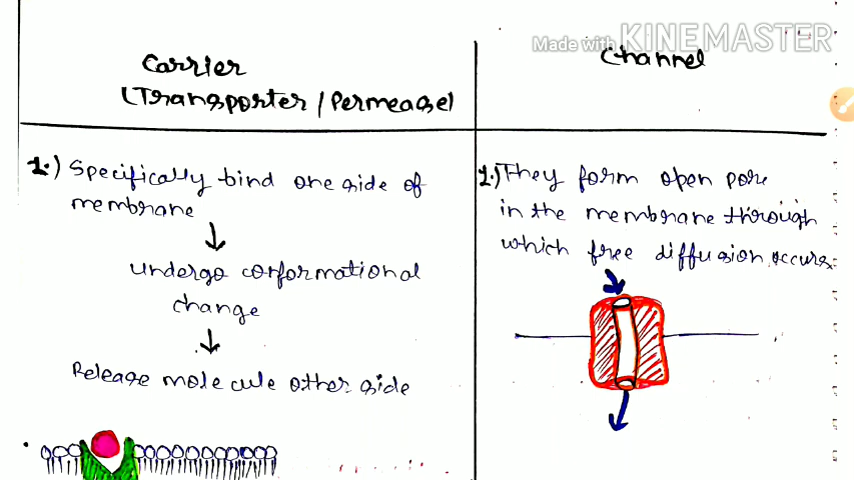 Made with KINEMASTER
Carrier
(Transporter / Permease)
Channel
1.) Specifically bind one side of
membrane
↓
undergo conformational
change
↓
Release molecule other side
1.) They form open pore
in the membrane through
which free diffusion occurs